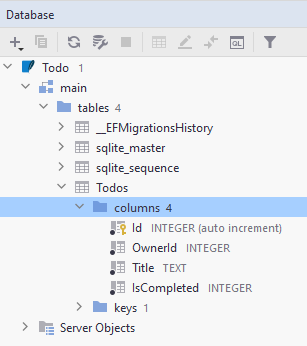 Database
QL
Todo 1
main
tables 4
__EFMigrationsHistory
sqlite_master
sqlite_sequence
Todos
columns 4
Id INTEGER (auto increment)
OwnerId INTEGER
Title TEXT
IsCompleted INTEGER
keys 1
Server Objects